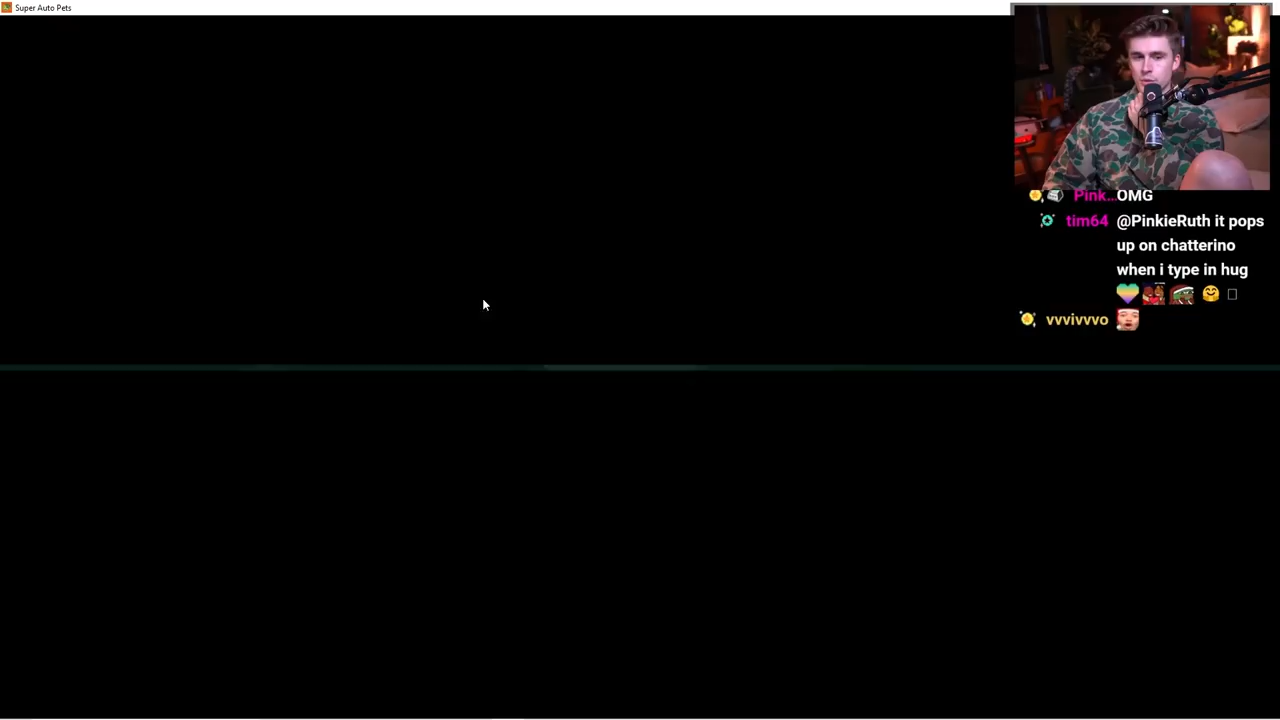 Super Auto Pets
Pink… OMG
tim64 @PinkieRuth it pops
up on chatterino
when i type in hug
vvvivvvo